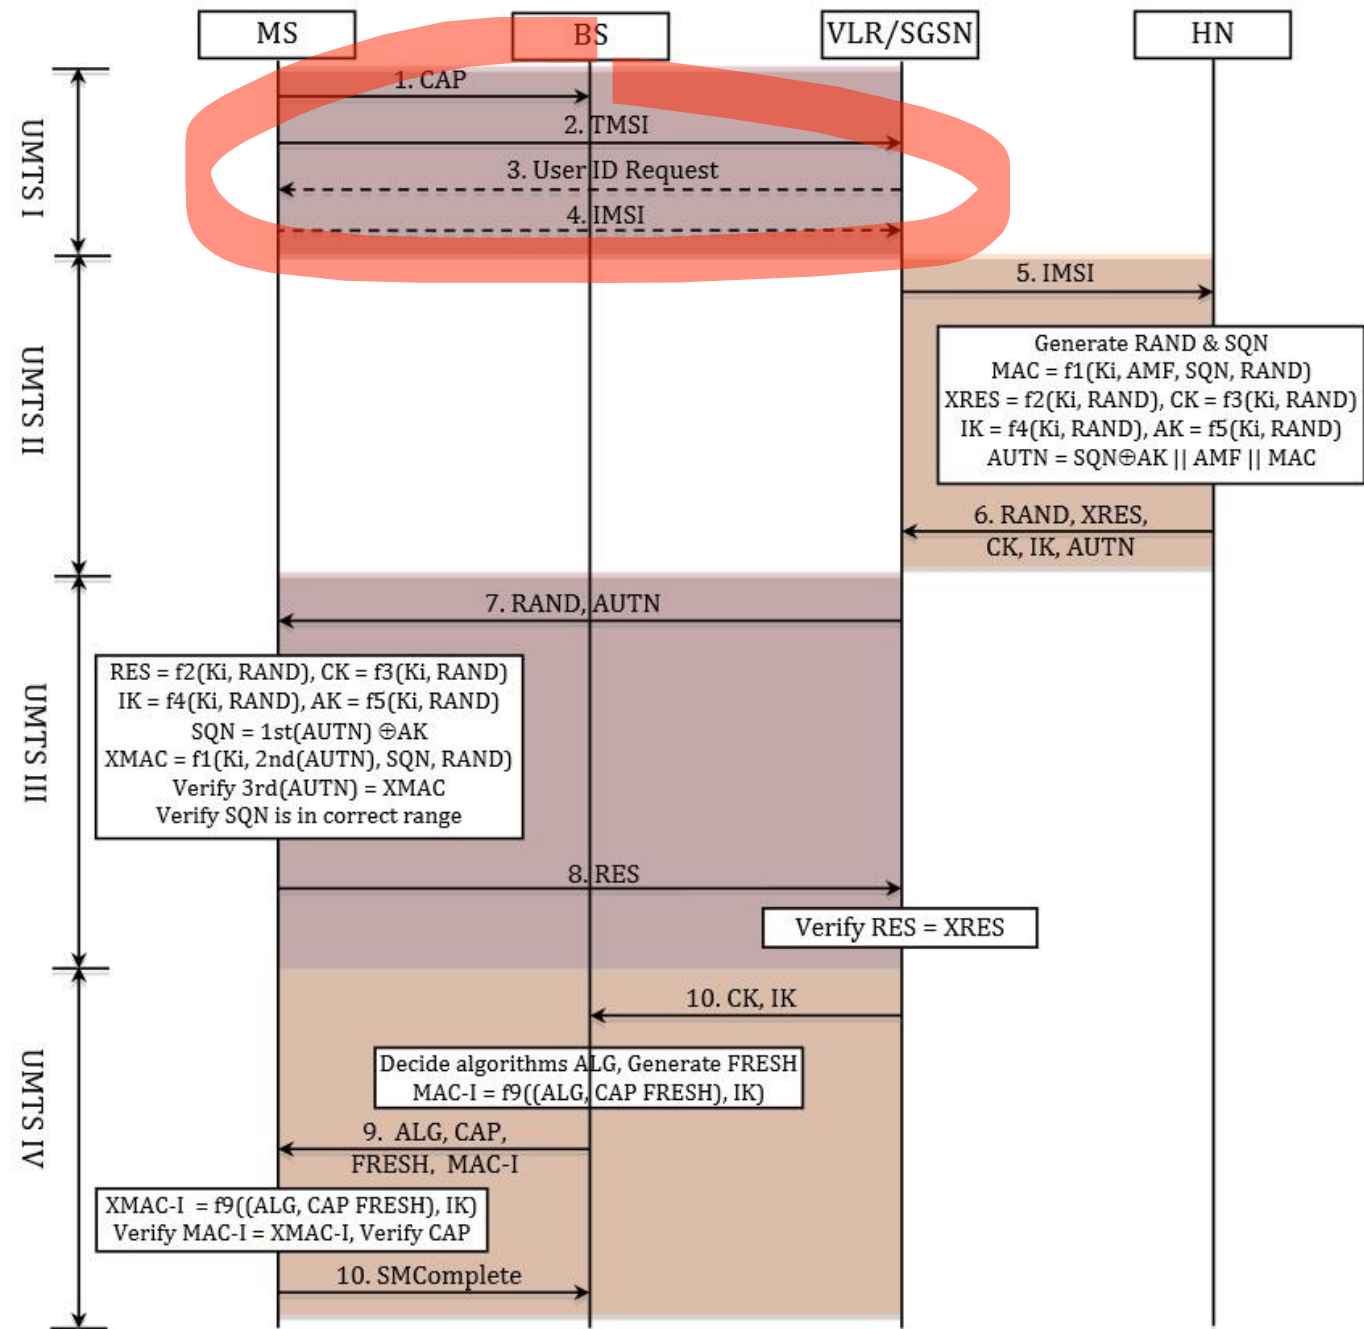 MS
BS
VLR/SGSN
HN
UMTS I
1. CAP
2. TMSI
3. User ID Request
4. IMSI
UMTS II
5. IMSI
Generate RAND & SQN
MAC = f1(Ki, AMF, SQN, RAND)
XRES = f2(Ki, RAND), CK = f3(Ki, RAND)
IK = f4(Ki, RAND), AK = f5(Ki, RAND)
AUTN = SQN⊕AK || AMF || MAC
6. RAND, XRES,
CK, IK, AUTN
UMTS III
7. RAND, AUTN
RES = f2(Ki, RAND), CK = f3(Ki, RAND)
IK = f4(Ki, RAND), AK = f5(Ki, RAND)
SQN = 1st(AUTN) ⊕AK
XMAC = f1(Ki, 2nd(AUTN), SQN, RAND)
Verify 3rd(AUTN) = XMAC
Verify SQN is in correct range
8. RES
Verify RES = XRES
UMTS IV
10. CK, IK
Decide algorithms ALG, Generate FRESH
MAC-I = f9((ALG, CAP FRESH), IK)
9. ALG, CAP,
FRESH, MAC-I
XMAC-I = f9((ALG, CAP FRESH), IK)
Verify MAC-I = XMAC-I, Verify CAP
10. SMComplete